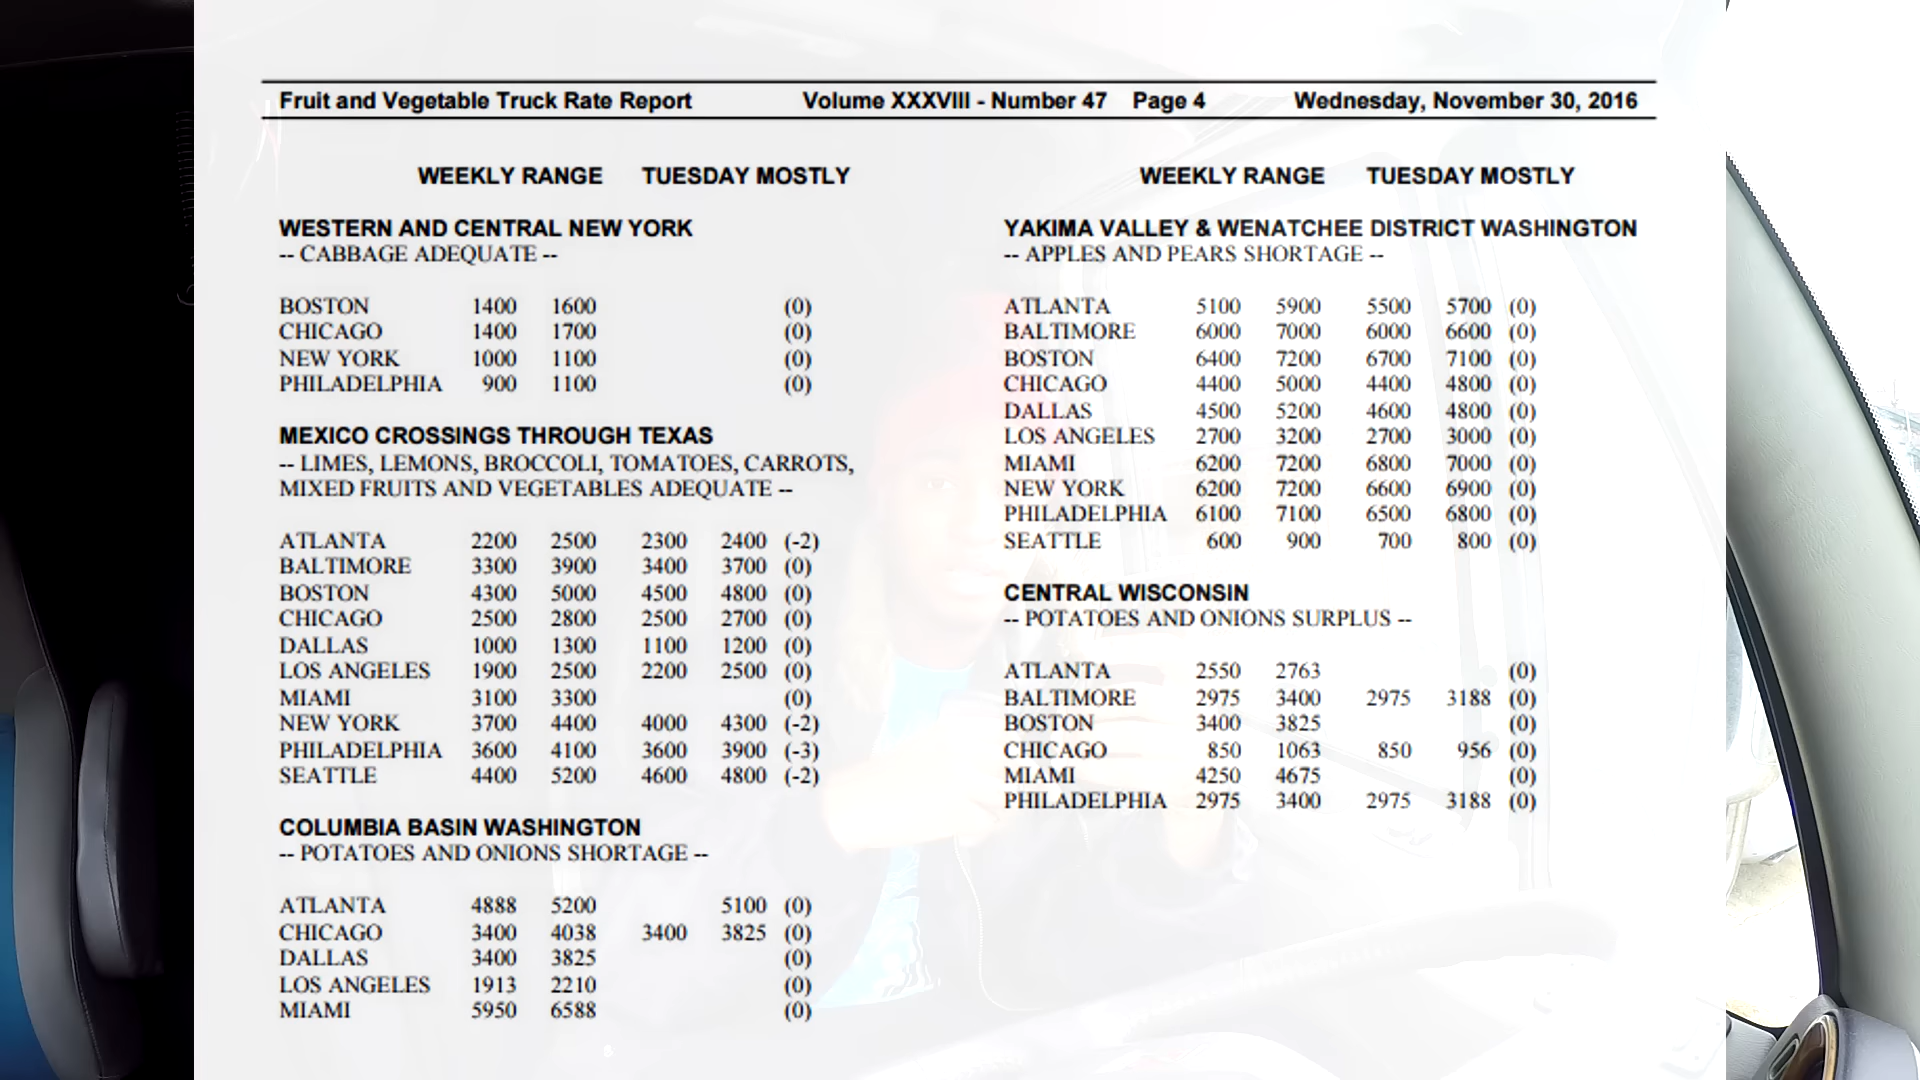 Fruit and Vegetable Truck Rate Report Volume XXXVIII - Number 47 Page 4 Wednesday, November 30, 2016
WEEKLY RANGE TUESDAY MOSTLY
WESTERN AND CENTRAL NEW YORK
-- CABBAGE ADEQUATE --
BOSTON 1400 1600 (0)
CHICAGO 1400 1700 (0)
NEW YORK 1000 1100 (0)
PHILADELPHIA 900 1100 (0)
MEXICO CROSSINGS THROUGH TEXAS
-- LIMES, LEMONS, BROCCOLI, TOMATOES, CARROTS,
MIXED FRUITS AND VEGETABLES ADEQUATE --
ATLANTA 2200 2500 2300 2400 (-2)
BALTIMORE 3300 3900 3400 3700 (0)
BOSTON 4300 5000 4500 4800 (0)
CHICAGO 2500 2800 2500 2700 (0)
DALLAS 1000 1300 1100 1200 (0)
LOS ANGELES 1900 2500 2200 2500 (0)
MIAMI 3100 3300 (0)
NEW YORK 3700 4400 4000 4300 (-2)
PHILADELPHIA 3600 4100 3600 3900 (-3)
SEATTLE 4400 5200 4600 4800 (-2)
COLUMBIA BASIN WASHINGTON
-- POTATOES AND ONIONS SHORTAGE --
ATLANTA 4888 5200 5100 (0)
CHICAGO 3400 4038 3400 3825 (0)
DALLAS 3400 3825 (0)
LOS ANGELES 1913 2210 (0)
MIAMI 5950 6588 (0)
WEEKLY RANGE TUESDAY MOSTLY
YAKIMA VALLEY & WENATCHEE DISTRICT WASHINGTON
-- APPLES AND PEARS SHORTAGE --
ATLANTA 5100 5900 5500 5700 (0)
BALTIMORE 6000 7000 6000 6600 (0)
BOSTON 6400 7200 6700 7100 (0)
CHICAGO 4400 5000 4400 4800 (0)
DALLAS 4500 5200 4600 4800 (0)
LOS ANGELES 2700 3200 2700 3000 (0)
MIAMI 6200 7200 6800 7000 (0)
NEW YORK 6200 7200 6600 6900 (0)
PHILADELPHIA 6100 7100 6500 6800 (0)
SEATTLE 600 900 700 800 (0)
CENTRAL WISCONSIN
-- POTATOES AND ONIONS SURPLUS --
ATLANTA 2550 2763 (0)
BALTIMORE 2975 3400 2975 3188 (0)
BOSTON 3400 3825 (0)
CHICAGO 850 1063 850 956 (0)
MIAMI 4250 4675 (0)
PHILADELPHIA 2975 3400 2975 3188 (0)